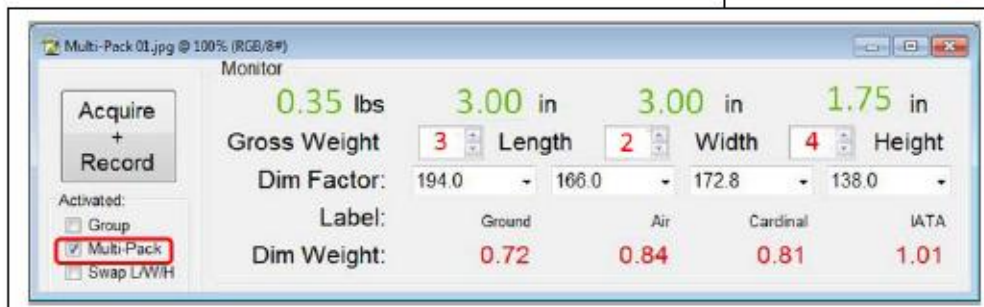 Multi-Pack 01.jpg @ 100% (RGB/8#)
Monitor
Acquire + Record
0.35 lbs 3.00 in 3.00 in 1.75 in
Gross Weight 3 Length 2 Width 4 Height
Dim Factor: 194.0 166.0 172.8 138.0
Activated:
Group
Multi-Pack
Swap L/W/H
Label: Ground Air Cardinal IATA
Dim Weight: 0.72 0.84 0.81 1.01